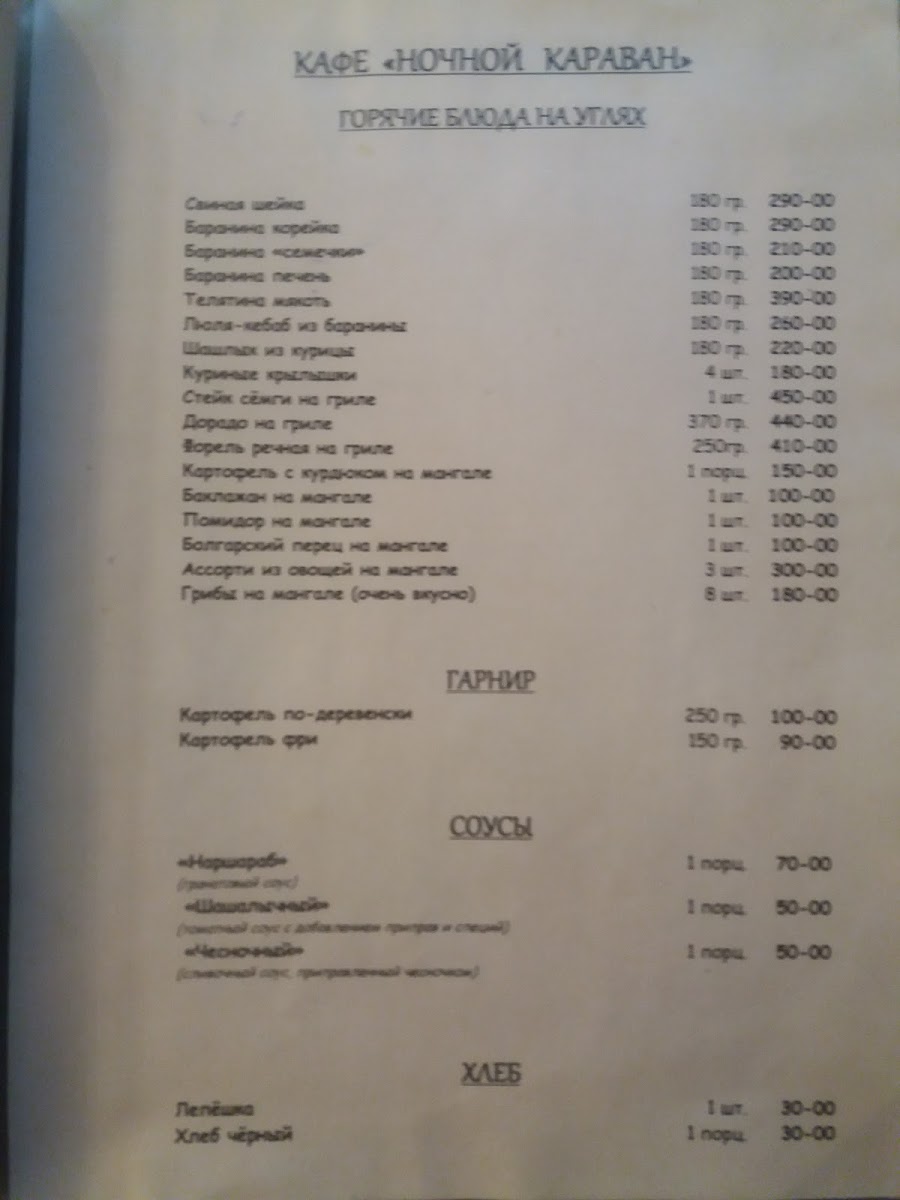 КАФЕ «НОЧНОЙ КАРАВАН»
ГОРЯЧИЕ БЛЮДА НА УГЛЯХ
Свиная шейка 180 гр. 290-00
Баранина корейка 180 гр. 290-00
Баранина «семечки» 180 гр. 210-00
Баранина печень 180 гр. 200-00
Телятина мякоть 180 гр. 390-00
Люля-кебаб из баранины 180 гр. 260-00
Шашлык из курицы 180 гр. 220-00
Куриные крылышки 4 шт. 180-00
Стейк сёмги на гриле 1 шт. 450-00
Дорадо на гриле 370 гр. 440-00
Форель речная на гриле 250гр. 410-00
Картофель с курдюком на мангале 1 порц. 150-00
Баклажан на мангале 1 шт. 100-00
Помидор на мангале 1 шт. 100-00
Болгарский перец на мангале 1 шт. 100-00
Ассорти из овощей на мангале 3 шт. 300-00
Грибы на мангале (очень вкусно) 8 шт. 180-00
ГАРНИР
Картофель по-деревенски 250 гр. 100-00
Картофель фри 150 гр. 90-00
СОУСЫ
«Наршараб» 1 порц. 70-00
(гранатовый соус)
«Шашлычный» 1 порц. 50-00
(томатный соус с добавлением приправ и специй)
«Чесночный» 1 порц. 50-00
(сливочный соус, приправленный чесноком)
ХЛЕБ
Лепёшка 1 шт. 30-00
Хлеб чёрный 1 порц. 30-00